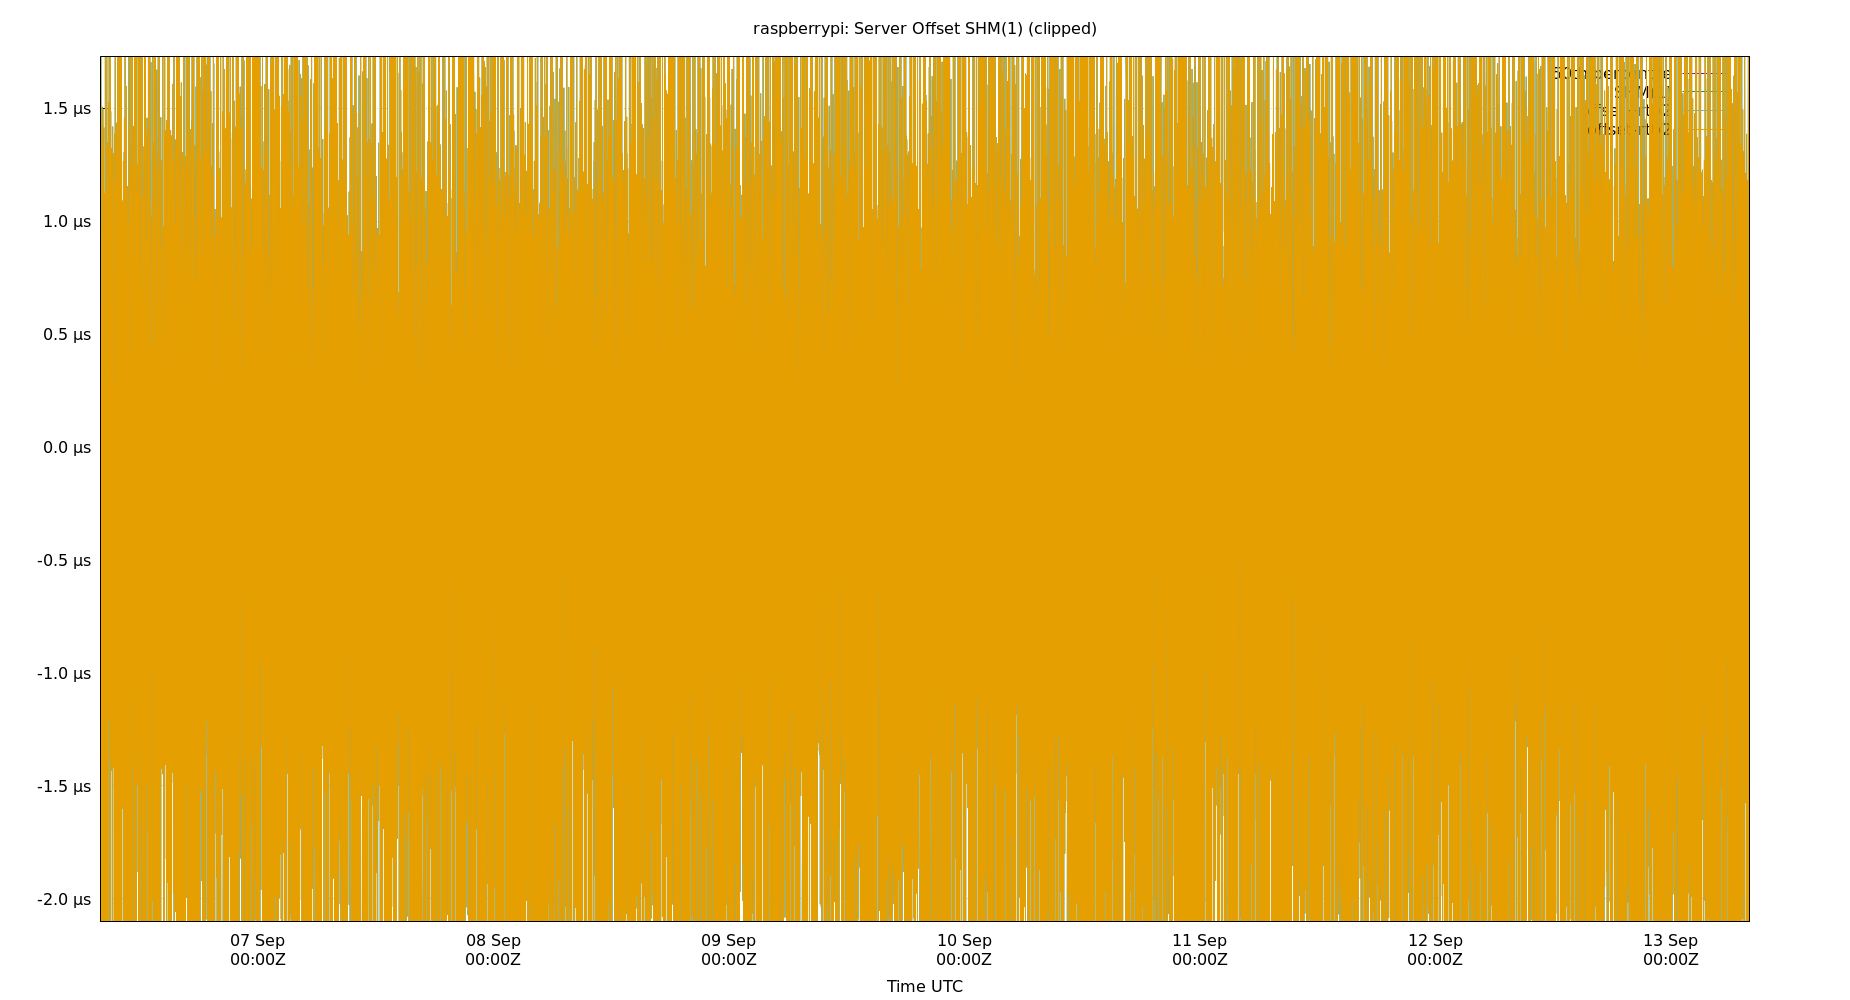 raspberrypi: Server Offset SHM(1) (clipped)
1.5 µs
1.0 µs
0.5 µs
0.0 µs
-0.5 µs
-1.0 µs
-1.5 µs
-2.0 µs
07 Sep 08 Sep 09 Sep 10 Sep 11 Sep 12 Sep 13 Sep
00:00Z 00:00Z 00:00Z 00:00Z 00:00Z 00:00Z 00:00Z
Time UTC